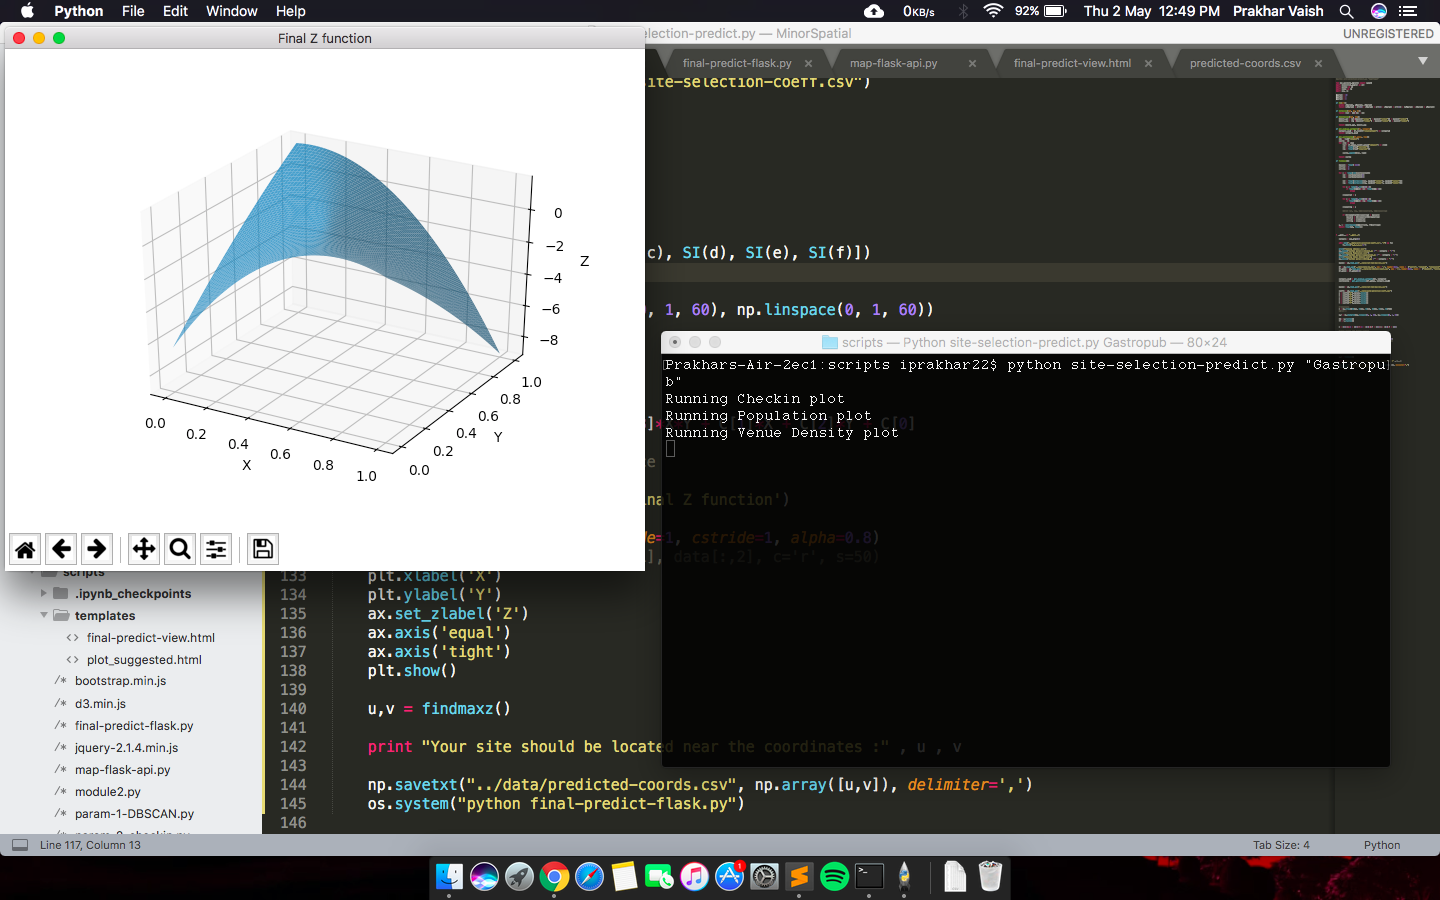 Python File Edit Window Help 0KB/s 92% Thu 2 May 12:49 PM Prakhar Vaish
Final Z function
election-predict.py — MinorSpatial
UNREGISTERED
final-predict-flask.py × map-flask-api.py × final-predict-view.html × predicted-coords.csv ×
ite-selection-coeff.csv")
c), SI(d), SI(e), SI(f)])
, 1, 60), np.linspace(0, 1, 60))
0
−2
−4
−6
−8
Z
0.0
0.2
0.4
0.6
0.8
1.0
X
0.0
0.2
0.4
0.6
0.8
1.0
Y
scripts — Python site-selection-predict.py Gastropub — 80×24
Prakhars-Air-2ec1:scripts iprakhar22$ python site-selection-predict.py "Gastropu
b"
Running Checkin plot
Running Population plot
Running Venue Density plot
nal Z function')
de=1, cstride=1, alpha=0.8)
], data[:,2], c='r', s=50)
scripts
.ipynb_checkpoints
templates
<> final-predict-view.html
<> plot_suggested.html
/* bootstrap.min.js
/* d3.min.js
/* final-predict-flask.py
/* jquery-2.1.4.min.js
/* map-flask-api.py
/* module2.py
/* param-1-DBSCAN.py
133 plt.xlabel('X')
134 plt.ylabel('Y')
135 ax.set_zlabel('Z')
136 ax.axis('equal')
137 ax.axis('tight')
138 plt.show()
139
140 u,v = findmaxz()
141
142 print "Your site should be located near the coordinates :" , u , v
143
144 np.savetxt("../data/predicted-coords.csv", np.array([u,v]), delimiter=',')
145 os.system("python final-predict-flask.py")
146
Line 117, Column 13
Tab Size: 4
Python
1